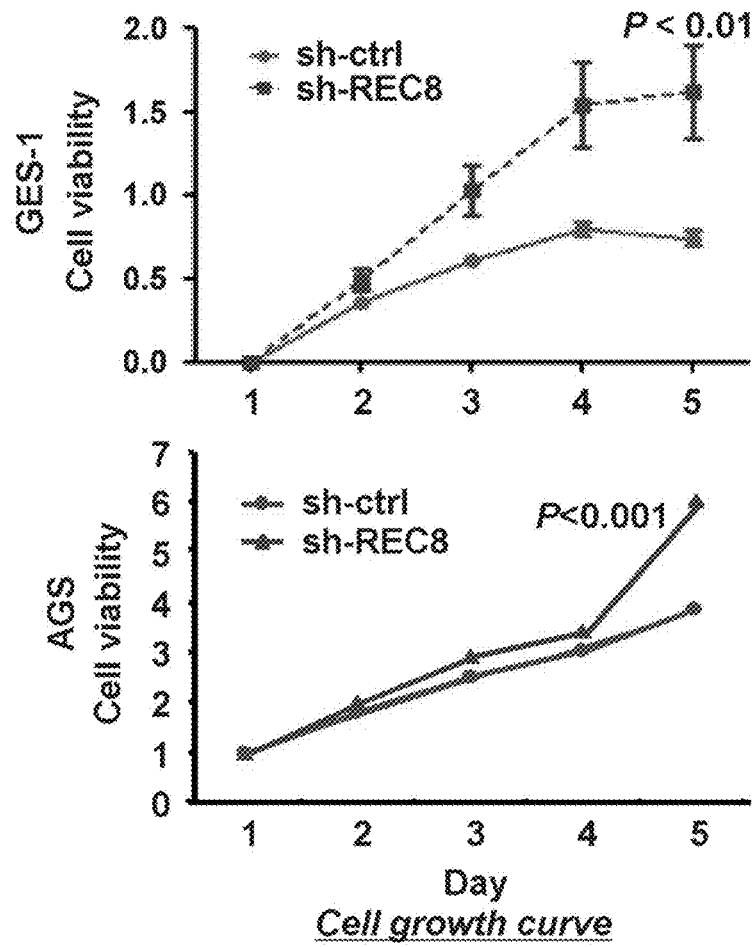 2.0
1.5
1.0
0.5
0.0
GES-1
Cell viability
sh-ctrl
sh-REC8
P < 0.01
1 2 3 4 5
7
6
5
4
3
2
1
0
AGS
Cell viability
sh-ctrl
sh-REC8
P<0.001
1 2 3 4 5
Day
Cell growth curve